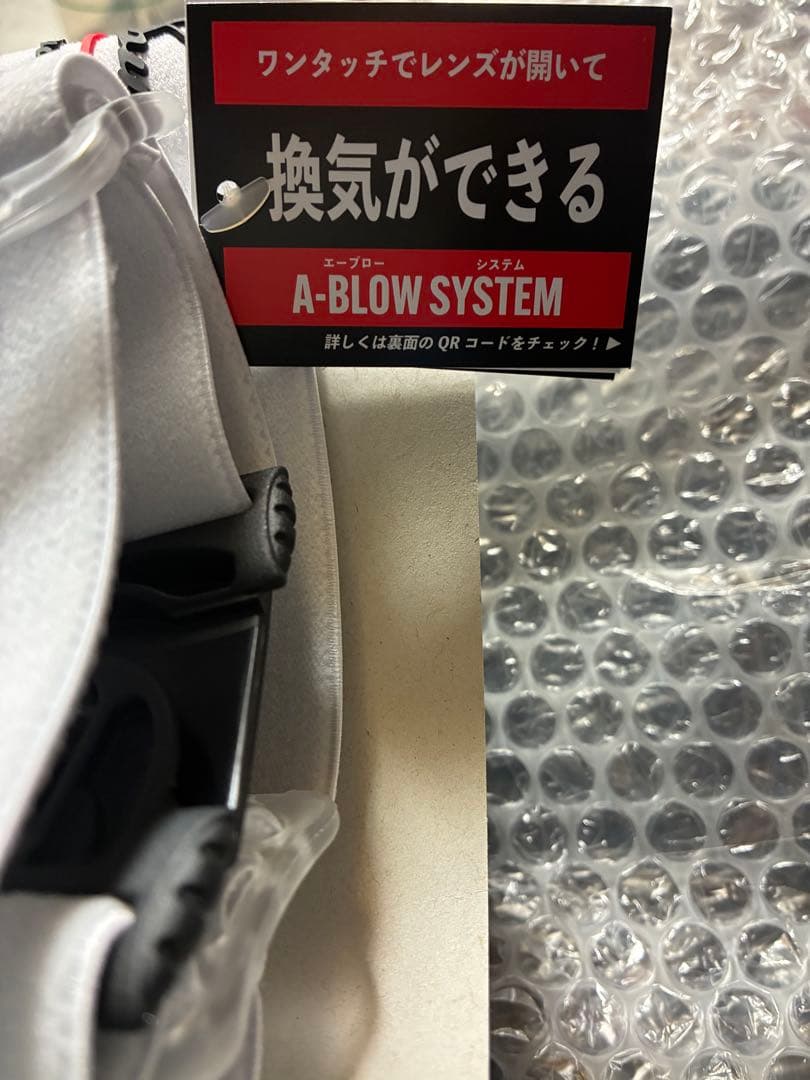 ワンタッチでレンズが開いて
換気ができる
エーブロー システム
A-BLOW SYSTEM
詳しくは裏面のQRコードをチェック！▶